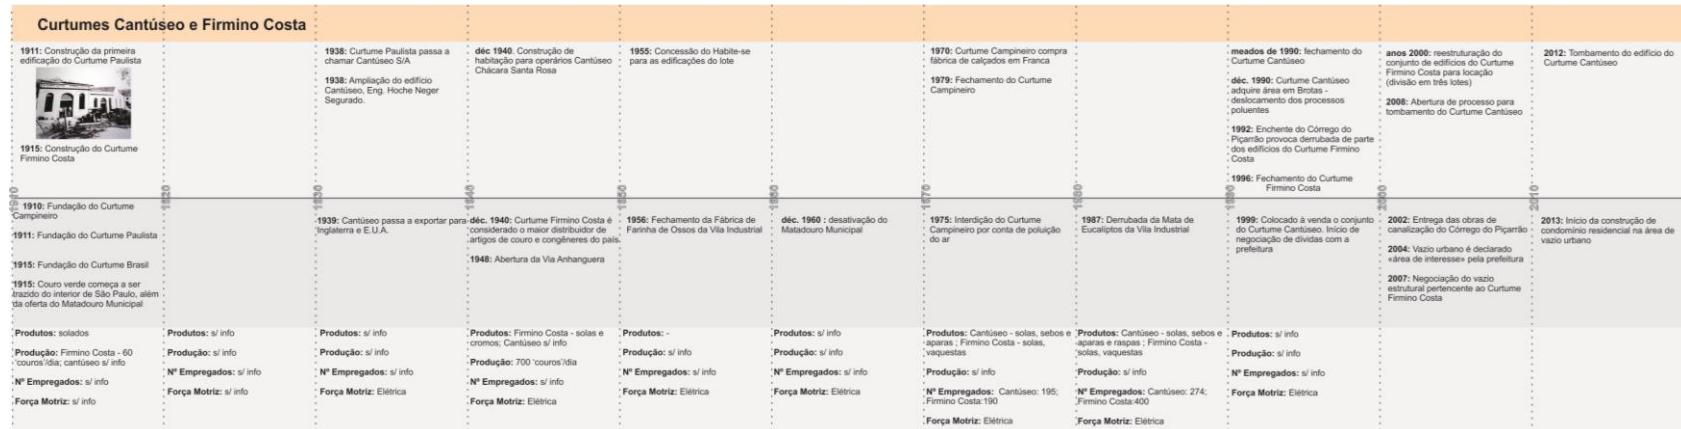 Curtumes Cantúseo e Firmino Costa
1911: Construção da primeira
edificação do Curtume Paulista
1915: Construção do Curtume
Firmino Costa
1938: Curtume Paulista passa a
chamar Cantúseo S/A
1938: Ampliação do edifício
Cantúseo, Eng. Hoche Neger
Segurado.
déc 1940. Construção de
habitação para operários Cantúseo
Chácara Santa Rosa
1955: Concessão do Habite-se
para as edificações do lote
1970: Curtume Campineiro compra
fábrica de calçados em Franca
1979: Fechamento do Curtume
Campineiro
meados de 1990: fechamento do
Curtume Cantúseo
déc. 1990: Curtume Cantúseo
adquire área em Brotas -
deslocamento dos processos
poluentes
1992: Enchente do Córrego do
Piçarrão provoca derrubada de parte
dos edifícios do Curtume Firmino
Costa
1996: Fechamento do Curtume
Firmino Costa
anos 2000: reestruturação do
conjunto de edifícios do Curtume
Firmino Costa para locação
(divisão em três lotes)
2008: Abertura de processo para
tombamento do Curtume Cantúseo
2012: Tombamento do edifício do
Curtume Cantúseo
1910
1920
1930
1940
1950
1960
1970
1980
1990
2000
2010
1910: Fundação do Curtume
Campineiro
1911: Fundação do Curtume Paulista
1915: Fundação do Curtume Brasil
1915: Couro verde começa a ser
trazido do interior de São Paulo, além
da oferta do Matadouro Municipal
1939: Cantúseo passa a exportar para
Inglaterra e E.U.A.
déc. 1940: Curtume Firmino Costa é
considerado o maior distribuidor de
artigos de couro e congêneres do país.
1948: Abertura da Via Anhanguera
1956: Fechamento da Fábrica de
Farinha de Ossos da Vila Industrial
déc. 1960 : desativação do
Matadouro Municipal
1975: Interdição do Curtume
Campineiro por conta de poluição
do ar
1987: Derrubada da Mata de
Eucaliptos da Vila Industrial
1999: Colocado à venda o conjunto
do Curtume Cantúseo. Início de
negociação de dívidas com a
prefeitura
2002: Entrega das obras de
canalização do Córrego do Piçarrão
2004: Vazio urbano é declarado
«área de interesse» pela prefeitura
2007: Negociação do vazio
estrutural pertencente ao Curtume
Firmino Costa
2013: Início da construção de
condomínio residencial na área de
vazio urbano
Produtos: solados
Produção: Firmino Costa - 60
'couros'/dia; cantúseo s/ info
Nº Empregados: s/ info
Força Motriz: s/ info
Produtos: s/ info
Produção: s/ info
Nº Empregados: s/ info
Força Motriz: s/ info
Produtos: s/ info
Produção: s/ info
Nº Empregados: s/ info
Força Motriz: Elétrica
Produtos: Firmino Costa - solas e
cromos; Cantúseo s/ info
Produção: 700 'couros'/dia
Nº Empregados: s/ info
Força Motriz: Elétrica
Produtos: -
Produção: s/ info
Nº Empregados: s/ info
Força Motriz: Elétrica
Produtos: s/ info
Produção: s/ info
Nº Empregados: s/ info
Força Motriz: Elétrica
Produtos: Cantúseo - solas, sebos e
aparas ; Firmino Costa - solas,
vaquestas
Produção: s/ info
Nº Empregados: Cantúseo: 195;
Firmino Costa:190
Força Motriz: Elétrica
Produtos: Cantúseo - solas, sebos e
aparas e raspas ; Firmino Costa -
solas, vaquestas
Produção: s/ info
Nº Empregados: Cantúseo: 274;
Firmino Costa:400
Força Motriz: Elétrica
Produtos: s/ info
Produção: s/ info
Nº Empregados: s/ info
Força Motriz: Elétrica